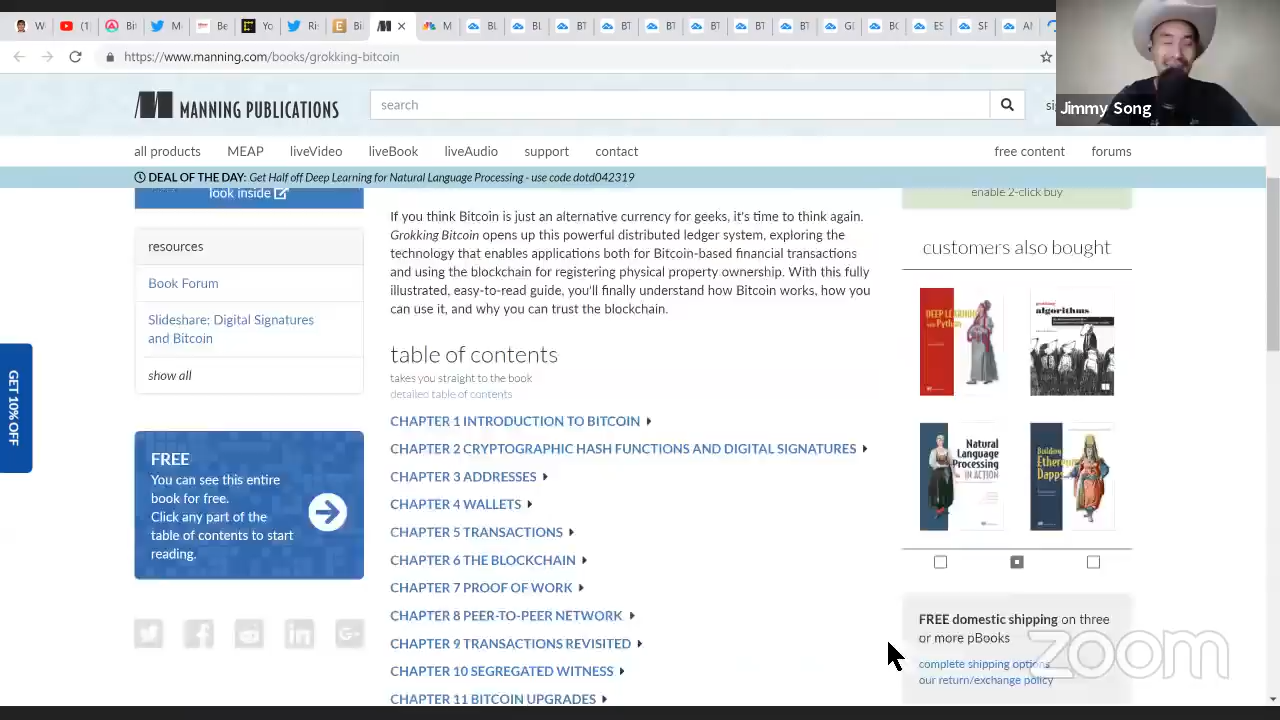 https://www.manning.com/books/grokking-bitcoin
Jimmy Song
MANNING PUBLICATIONS
search
all products MEAP liveVideo liveBook liveAudio support contact free content forums
DEAL OF THE DAY: Get Half off Deep Learning for Natural Language Processing - use code dotd042319
look inside
enable 2-click buy
resources
Book Forum
Slideshare: Digital Signatures
and Bitcoin
show all
GET 10% OFF
FREE
You can see this entire
book for free.
Click any part of the
table of contents to start
reading.
If you think Bitcoin is just an alternative currency for geeks, it's time to think again.
Grokking Bitcoin opens up this powerful distributed ledger system, exploring the
technology that enables applications both for Bitcoin-based financial transactions
and using the blockchain for registering physical property ownership. With this fully
illustrated, easy-to-read guide, you'll finally understand how Bitcoin works, how you
can use it, and why you can trust the blockchain.
table of contents
takes you straight to the book
detailed table of contents
CHAPTER 1 INTRODUCTION TO BITCOIN
CHAPTER 2 CRYPTOGRAPHIC HASH FUNCTIONS AND DIGITAL SIGNATURES
CHAPTER 3 ADDRESSES
CHAPTER 4 WALLETS
CHAPTER 5 TRANSACTIONS
CHAPTER 6 THE BLOCKCHAIN
CHAPTER 7 PROOF OF WORK
CHAPTER 8 PEER-TO-PEER NETWORK
CHAPTER 9 TRANSACTIONS REVISITED
CHAPTER 10 SEGREGATED WITNESS
CHAPTER 11 BITCOIN UPGRADES
customers also bought
DEEP LEARNING
with Python
grokking
algorithms
Natural
Language
Processing
IN ACTION
Building
Ethereum
Dapps
FREE domestic shipping on three
or more pBooks
complete shipping options
our return/exchange policy
zoom